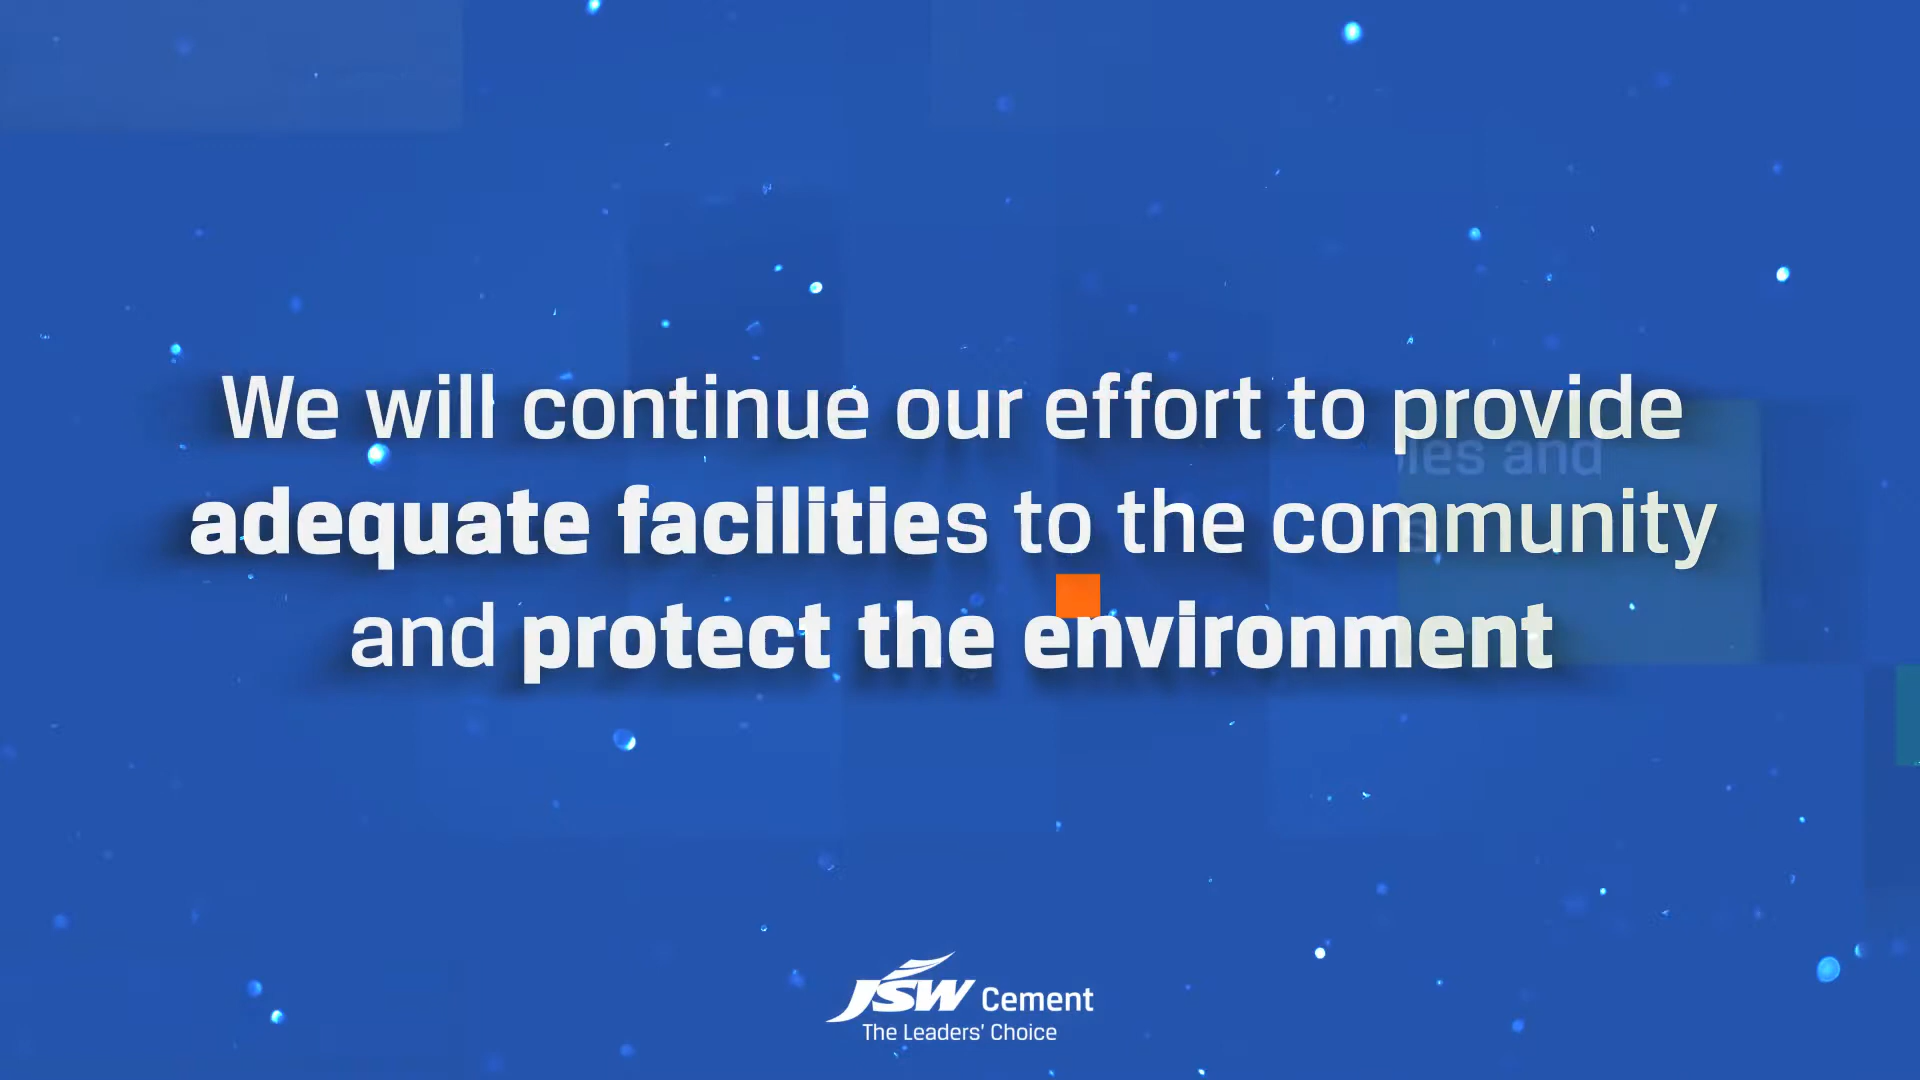 We will continue our effort to provide
adequate facilities to the community
and protect the environment
and
JSW Cement
The Leaders' Choice